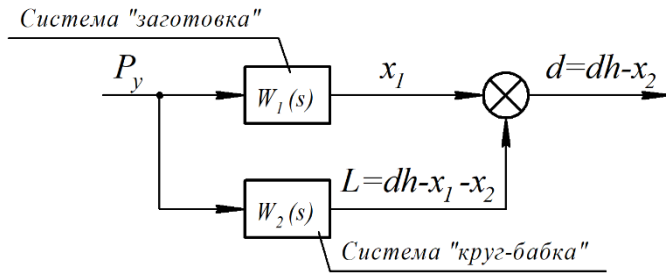 Система "заготовка"
P_y
W_1(s)
x_1
d=dh-x_2
W_2(s)
L=dh-x_1-x_2
Система "круг-бабка"